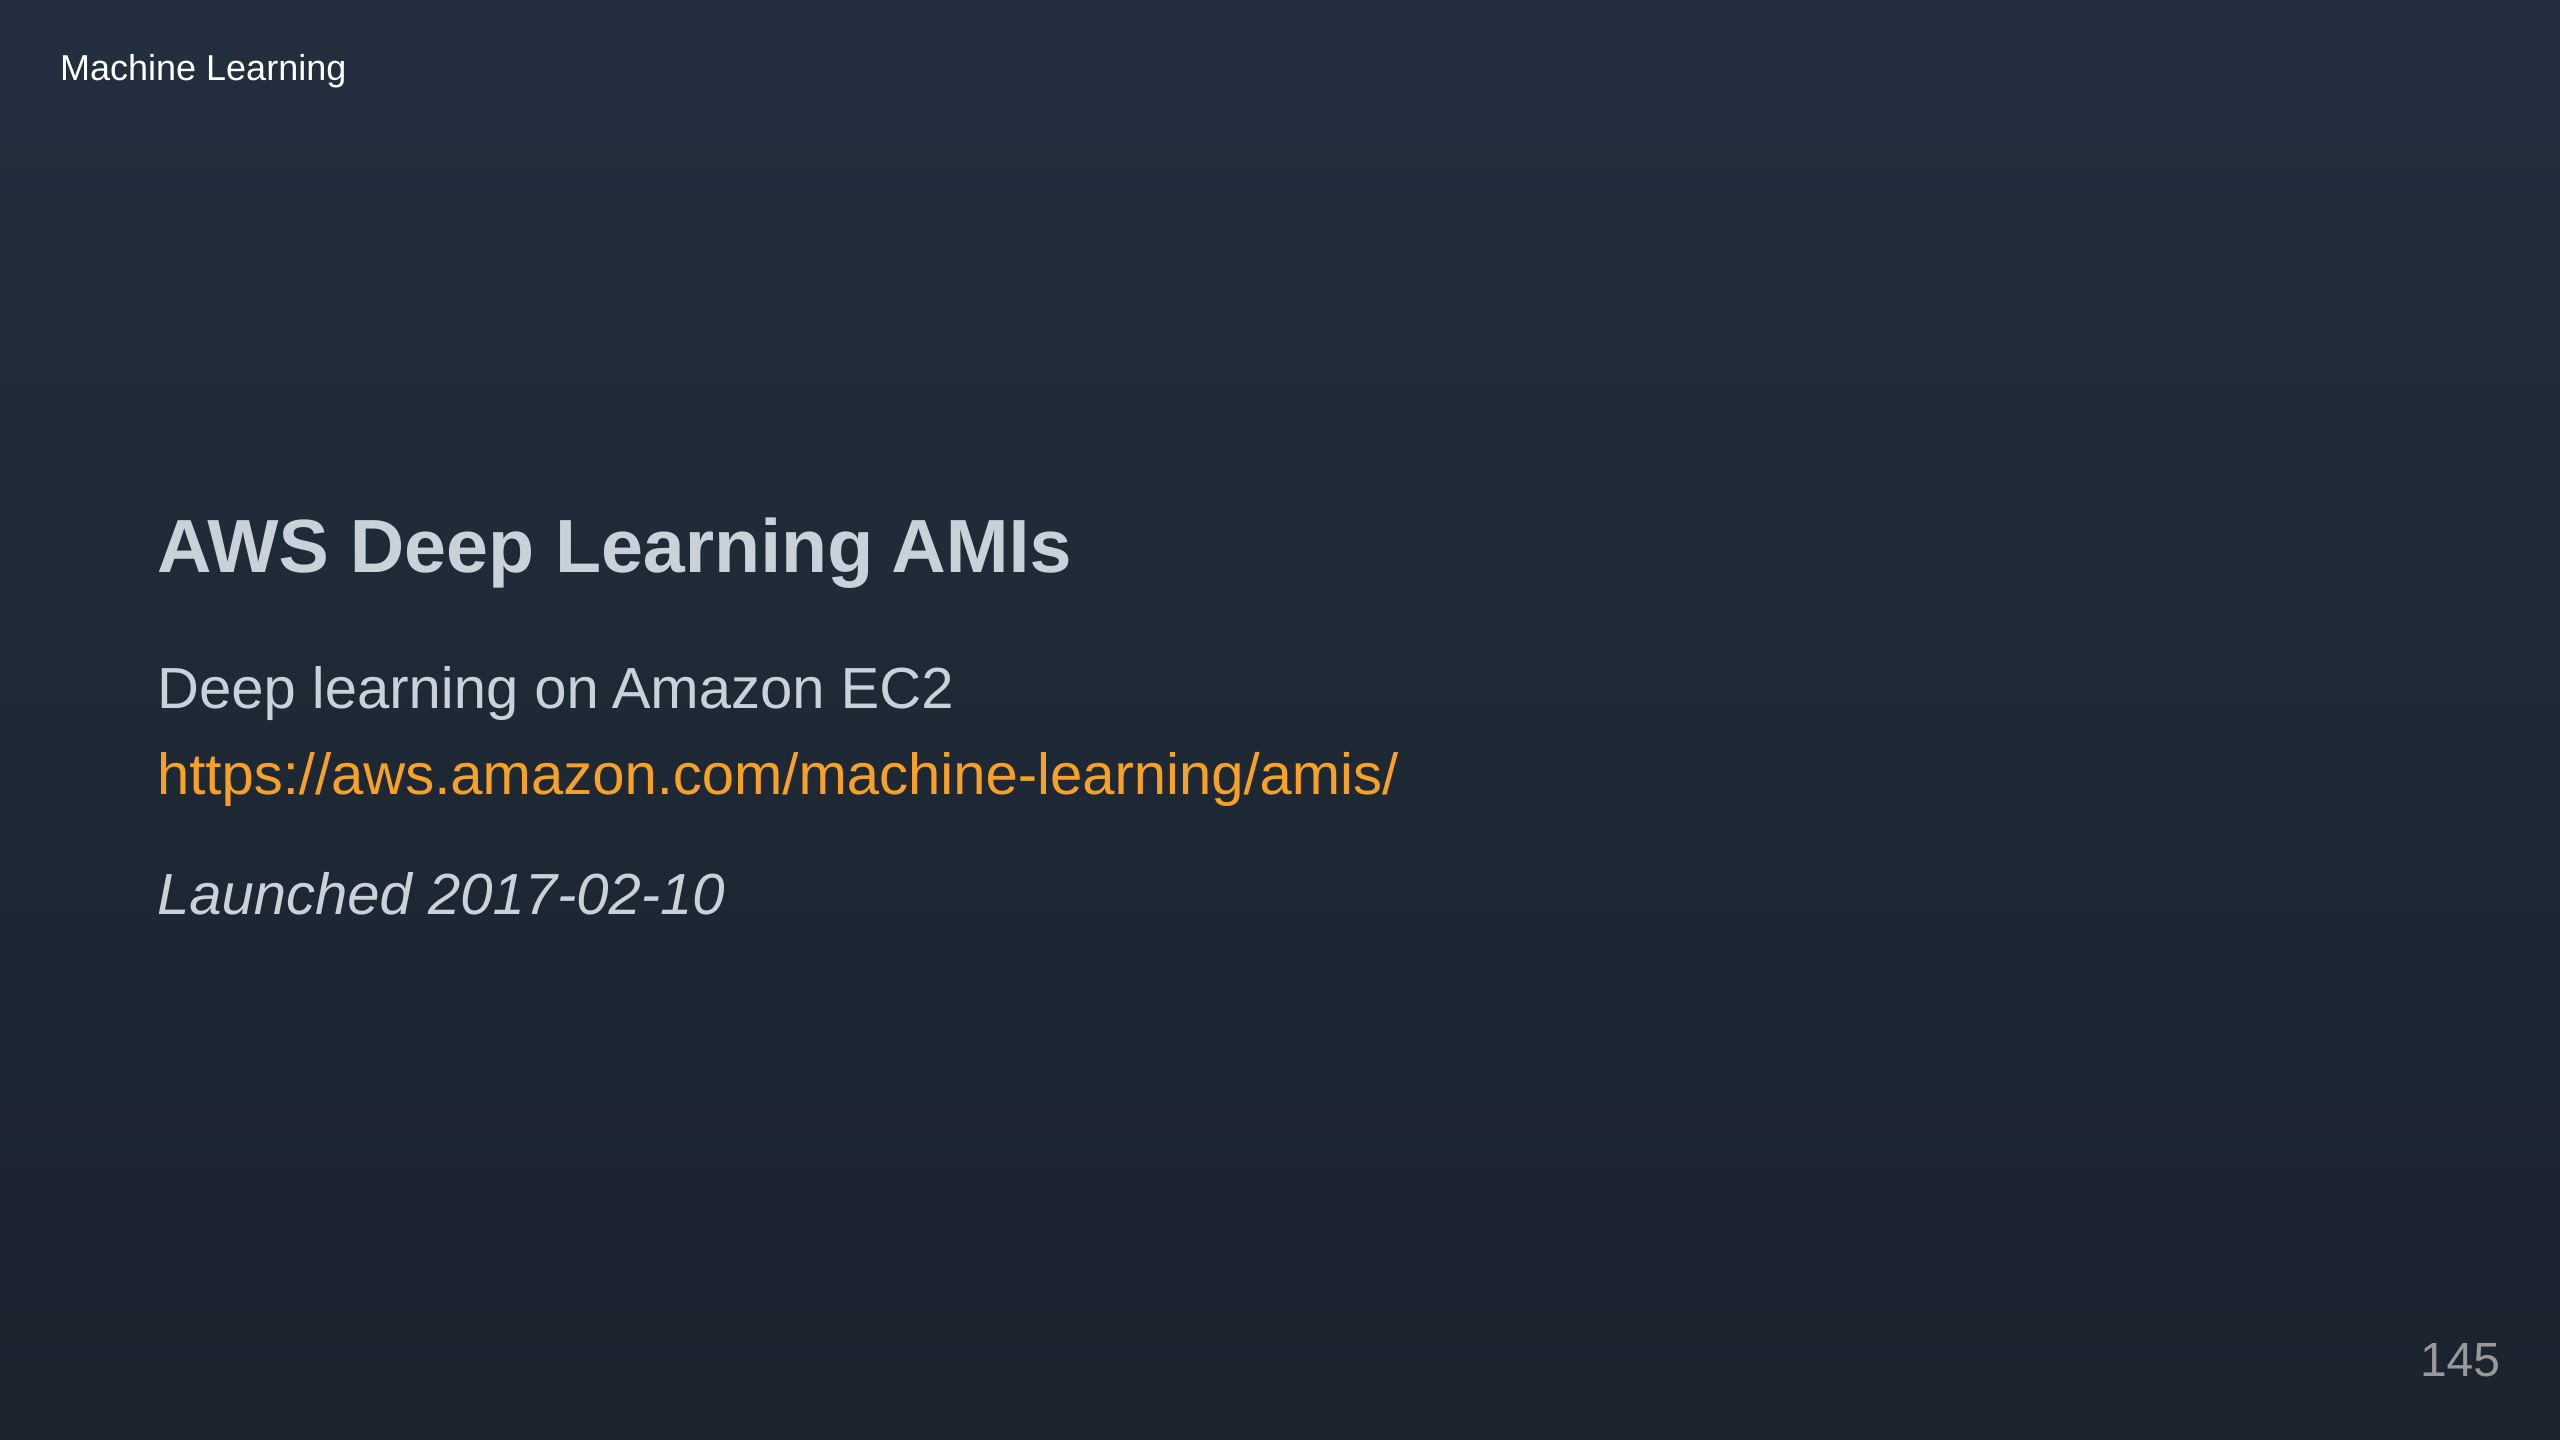 Machine Learning
AWS Deep Learning AMIs
Deep learning on Amazon EC2
https://aws.amazon.com/machine-learning/amis/
Launched 2017-02-10
145